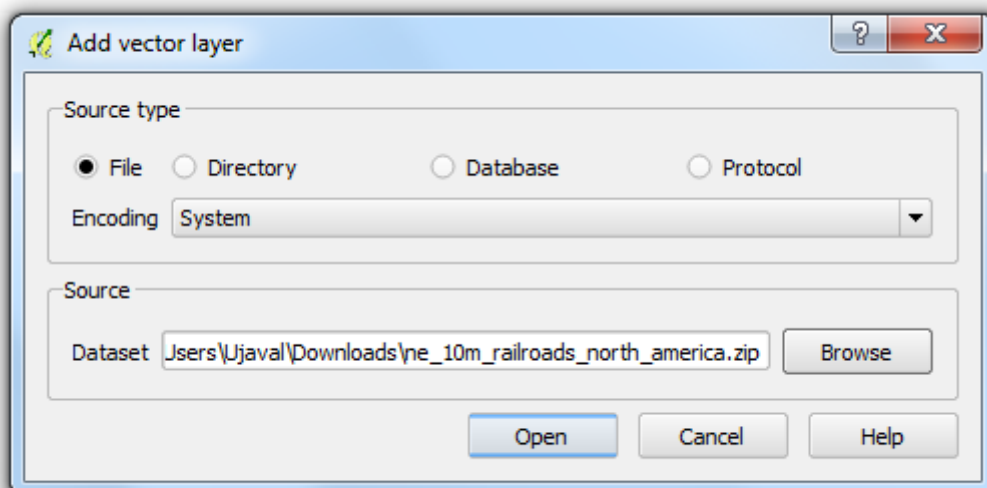 Add vector layer
Source type
File Directory Database Protocol
Encoding System
Source
Dataset Jsers\Ujaval\Downloads\ne_10m_railroads_north_america.zip Browse
Open Cancel Help